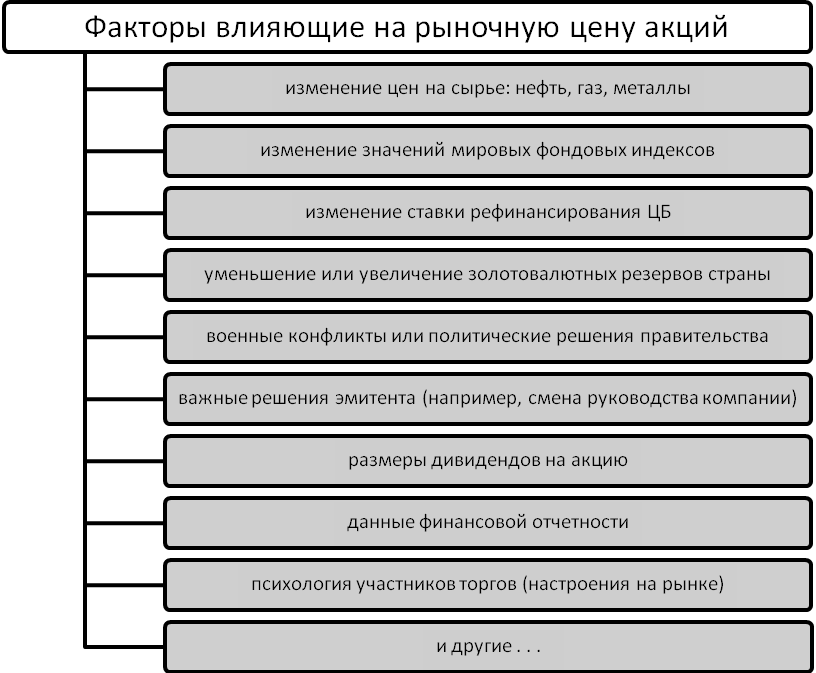 Факторы влияющие на рыночную цену акций
изменение цен на сырье: нефть, газ, металлы
изменение значений мировых фондовых индексов
изменение ставки рефинансирования ЦБ
уменьшение или увеличение золотовалютных резервов страны
военные конфликты или политические решения правительства
важные решения эмитента (например, смена руководства компании)
размеры дивидендов на акцию
данные финансовой отчетности
психология участников торгов (настроения на рынке)
и другие . . .